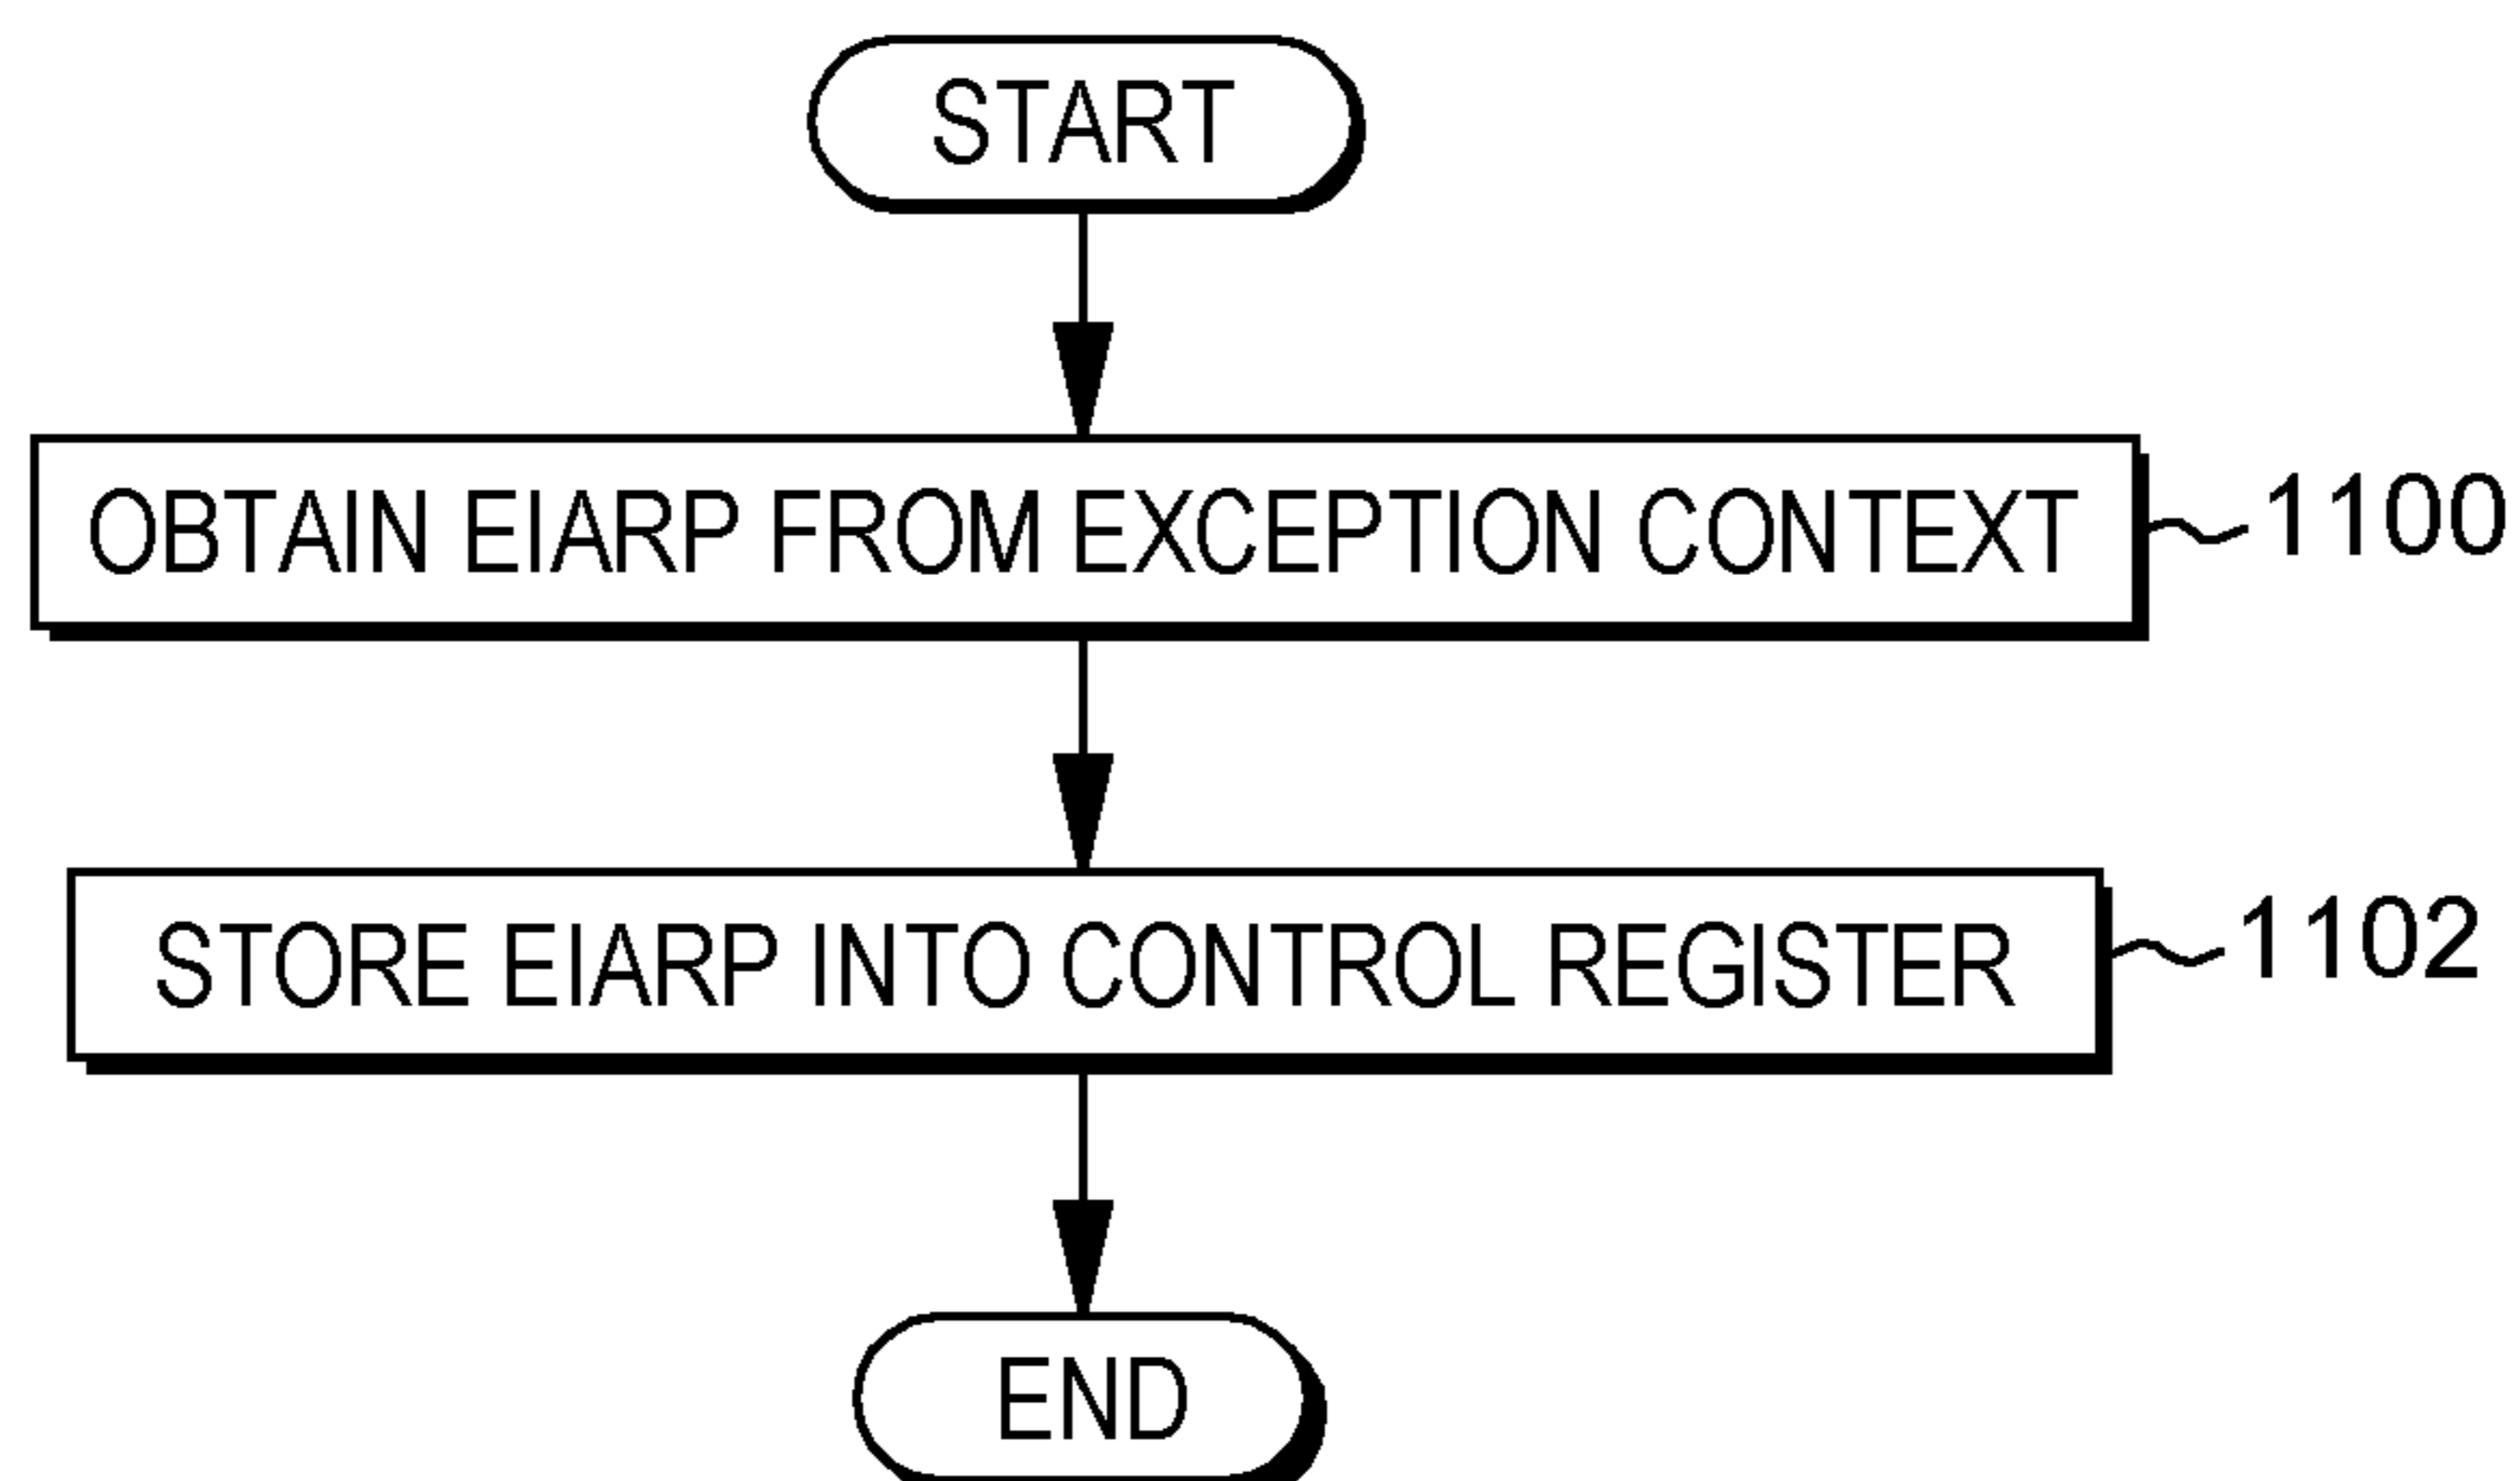 START
OBTAIN EIARP FROM EXCEPTION CONTEXT
1100
STORE EIARP INTO CONTROL REGISTER
1102
END